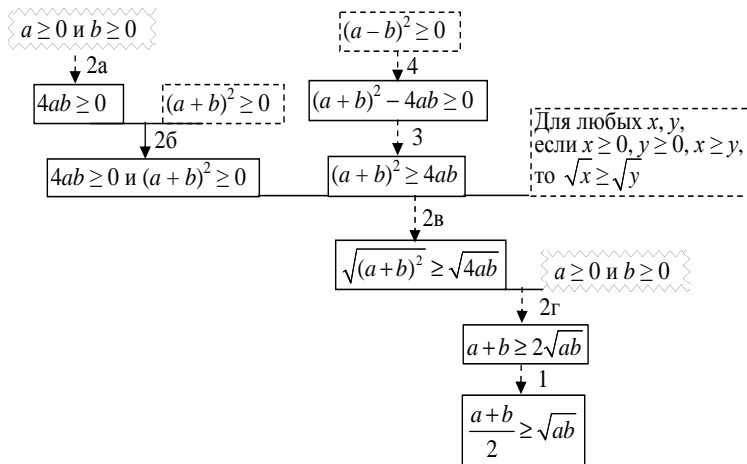 a ≥ 0 и b ≥ 0
(a – b)² ≥ 0
2а
4
4ab ≥ 0
(a + b)² ≥ 0
(a + b)² – 4ab ≥ 0
Для любых x, y,
если x ≥ 0, y ≥ 0, x ≥ y,
то √x ≥ √y
2б
3
4ab ≥ 0 и (a + b)² ≥ 0
(a + b)² ≥ 4ab
2в
√(a+b)² ≥ √4ab
a ≥ 0 и b ≥ 0
2г
a + b ≥ 2√ab
1
(a+b)/2 ≥ √ab